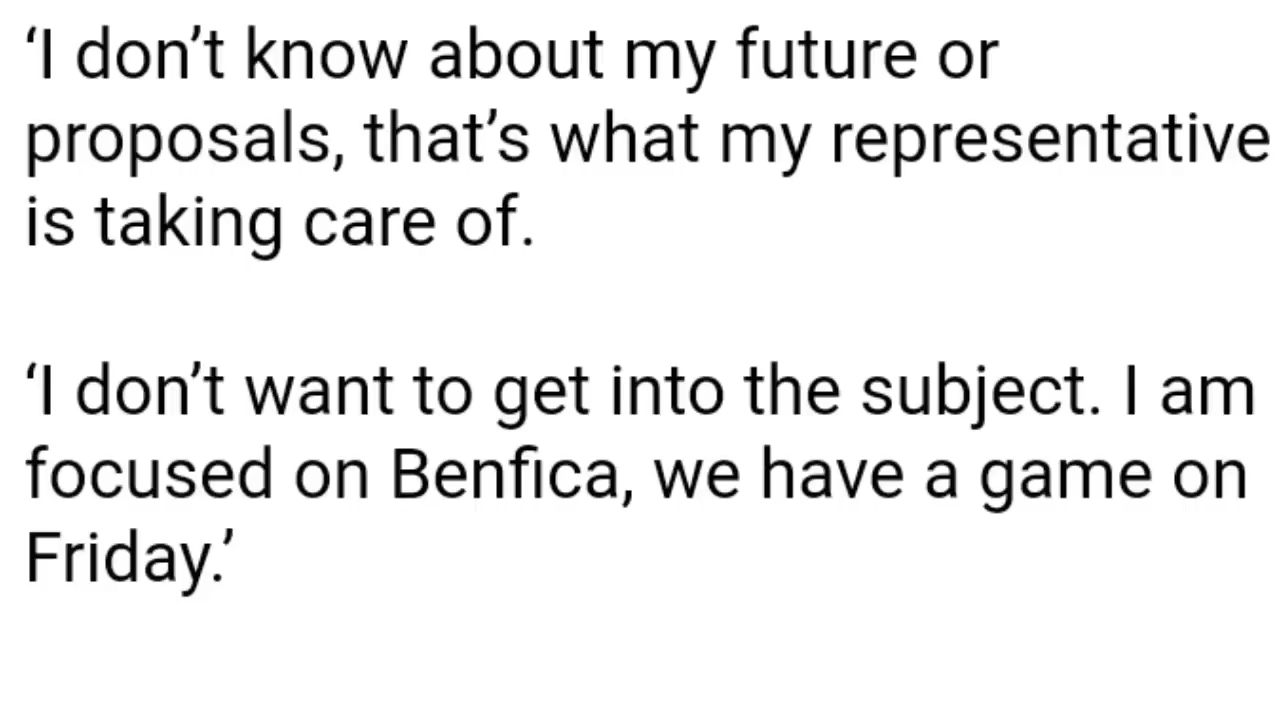 ‘I don’t know about my future or
proposals, that’s what my representative
is taking care of.
‘I don’t want to get into the subject. I am
focused on Benfica, we have a game on
Friday.’